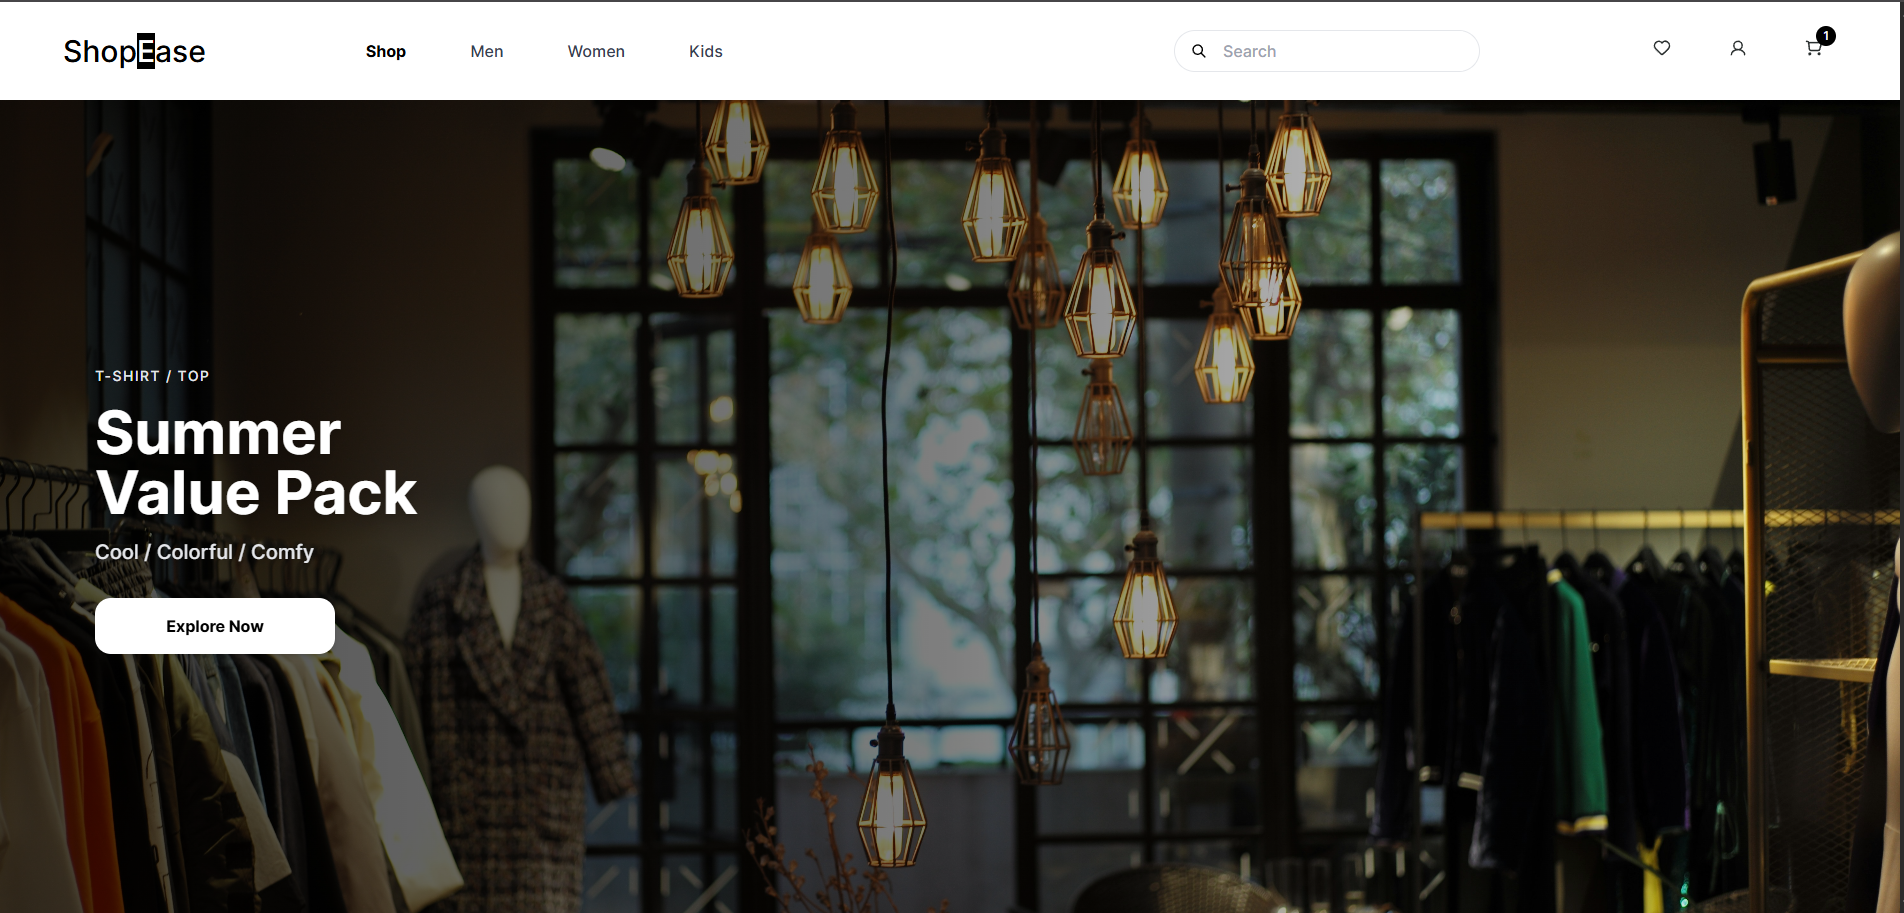 ShopEase
Shop
Men
Women
Kids
Search
1
T-SHIRT / TOP
Summer
Value Pack
Cool / Colorful / Comfy
Explore Now